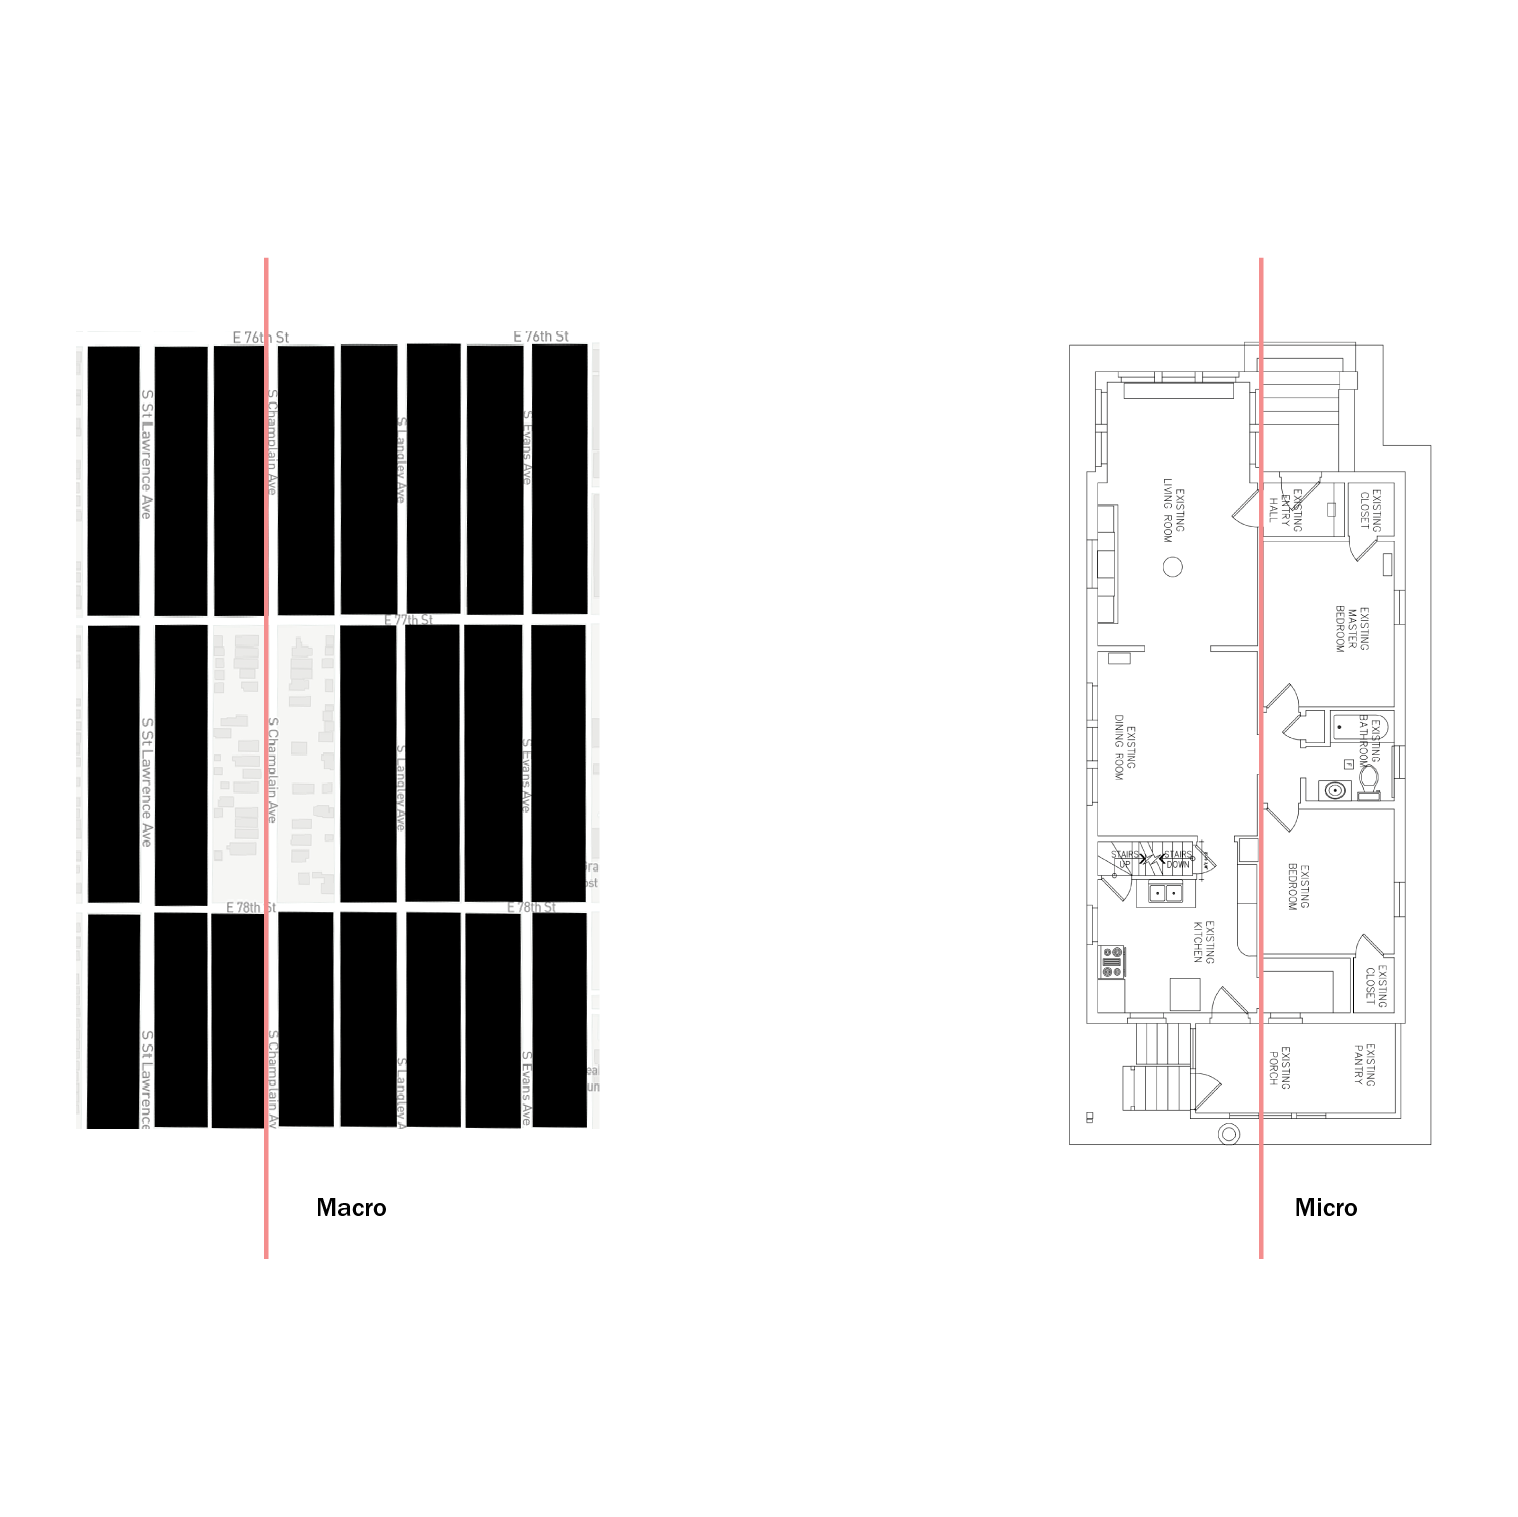 E 76th St
E 76th St
S St Lawrence Ave
S Champlain Ave
S Langley Ave
S Evans Ave
E 77th St
S St Lawrence Ave
S Champlain Ave
S Langley Ave
S Evans Ave
E 78th St
E 78th St
S St Lawrence
S Champlain Av
S Langley A
S Evans Ave
Macro
EXISTING
LIVING ROOM
EXISTING
ENTRY
HALL
EXISTING
CLOSET
EXISTING
MASTER
BEDROOM
EXISTING
DINING ROOM
EXISTING
BATHROOM
STAIRS
UP
STAIRS
DOWN
EXISTING
BEDROOM
EXISTING
KITCHEN
EXISTING
CLOSET
EXISTING
PORCH
EXISTING
PANTRY
Micro